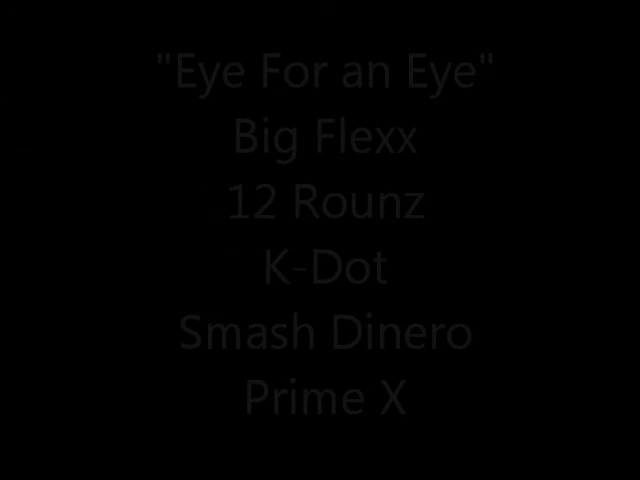 "Eye For an Eye"
Big Flexx
12 Rounz
K-Dot
Smash Dinero
Prime X